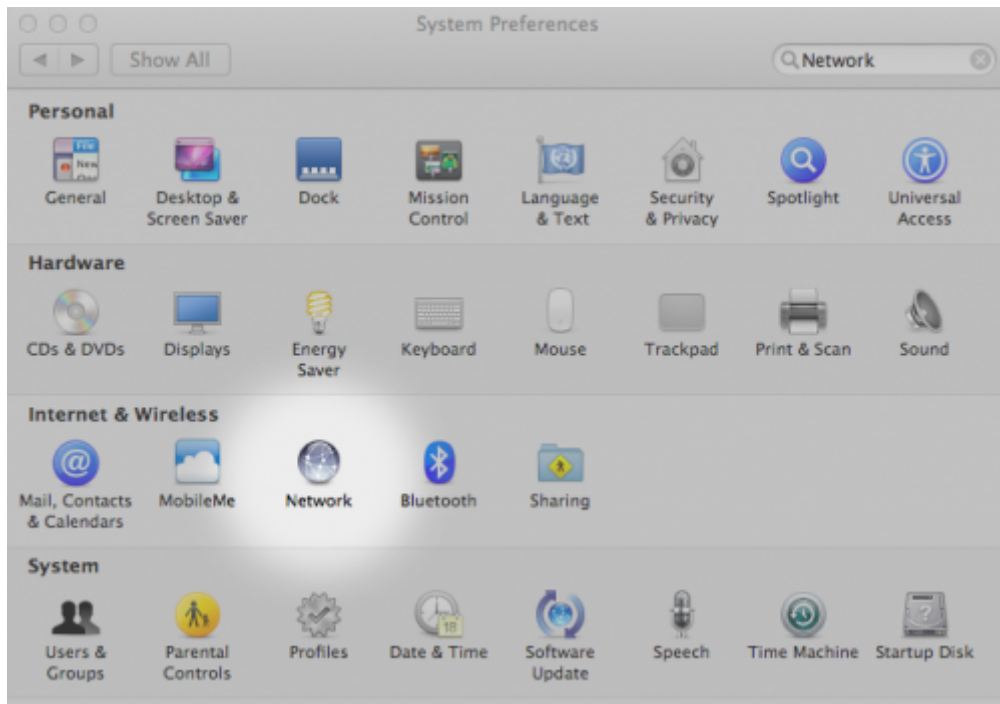 System Preferences
Show All
Network
Personal
General
Desktop &
Screen Saver
Dock
Mission
Control
Language
& Text
Security
& Privacy
Spotlight
Universal
Access
Hardware
CDs & DVDs
Displays
Energy
Saver
Keyboard
Mouse
Trackpad
Print & Scan
Sound
Internet & Wireless
Mail, Contacts
& Calendars
MobileMe
Network
Bluetooth
Sharing
System
Users &
Groups
Parental
Controls
Profiles
18
Date & Time
Software
Update
Speech
Time Machine
?
Startup Disk